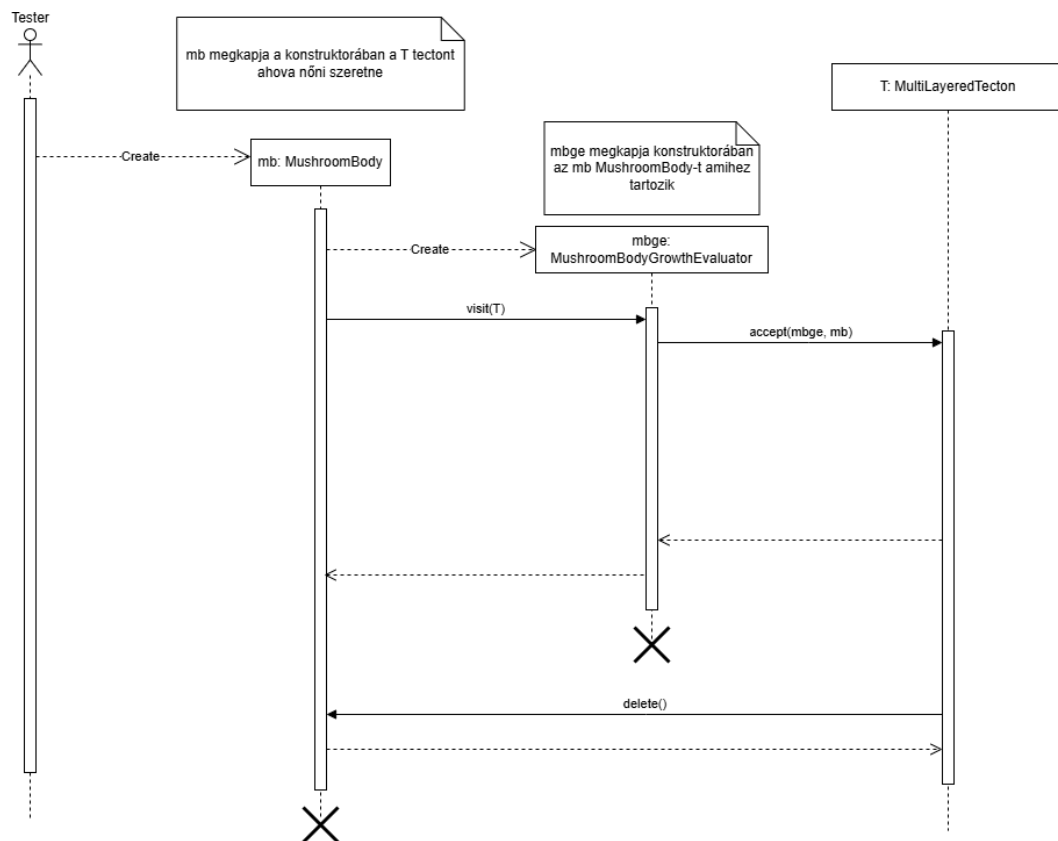 Tester
mb megkapja a konstruktorában a T tectont
ahova nőni szeretne
T: MultiLayeredTecton
Create
mb: MushroomBody
mbge megkapja konstruktorában
az mb MushroomBody-t amihez
tartozik
Create
mbge:
MushroomBodyGrowthEvaluator
visit(T)
accept(mbge, mb)
delete()